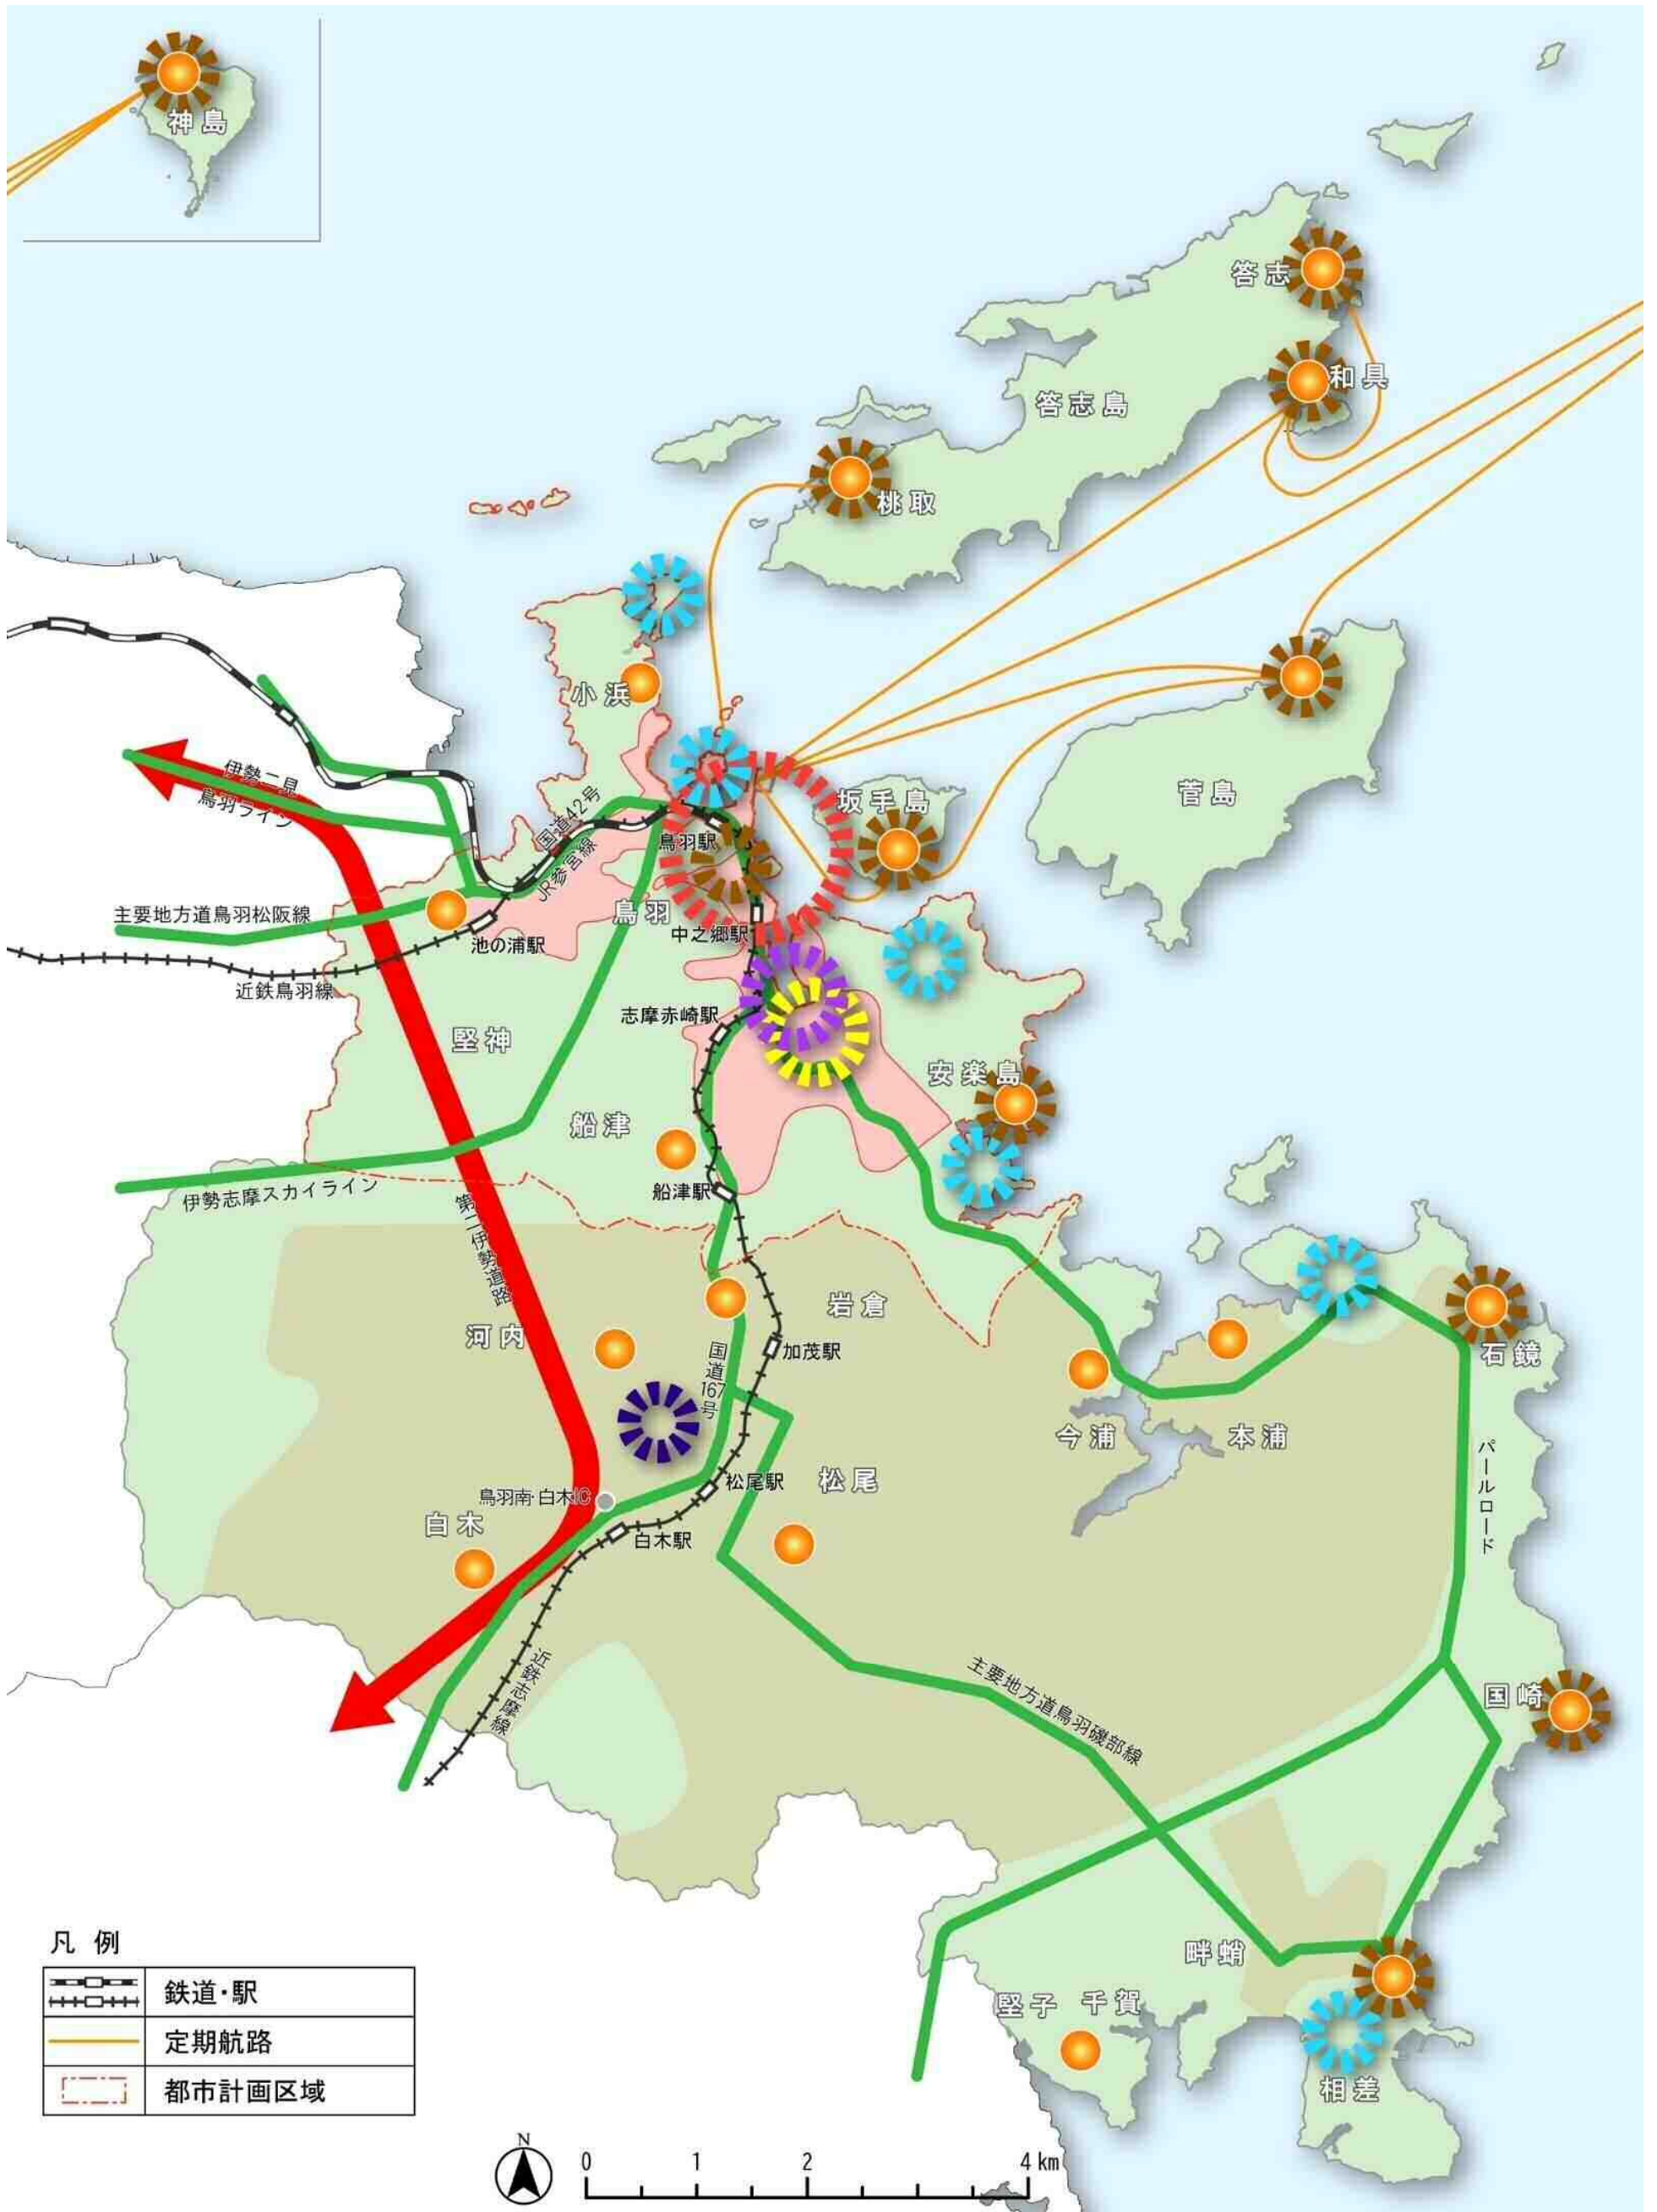 神島
答志
和具
答志島
桃取
小浜
伊勢二見
鳥羽ライン
国道42号
JR参宮線
鳥羽駅
坂手島
菅島
主要地方道鳥羽松阪線
鳥羽
中之郷駅
池の浦駅
近鉄鳥羽線
志摩赤崎駅
堅神
安楽島
船津
船津駅
伊勢志摩スカイライン
第二伊勢道路
岩倉
河内
加茂駅
国道167号
石鏡
今浦
本浦
パールロード
松尾駅
松尾
鳥羽南・白木IC
白木
白木駅
近鉄志摩線
主要地方道鳥羽磯部線
国崎
畔蛸
堅子 千賀
相差
凡 例
鉄道・駅
定期航路
都市計画区域
N
0 1 2 4 km